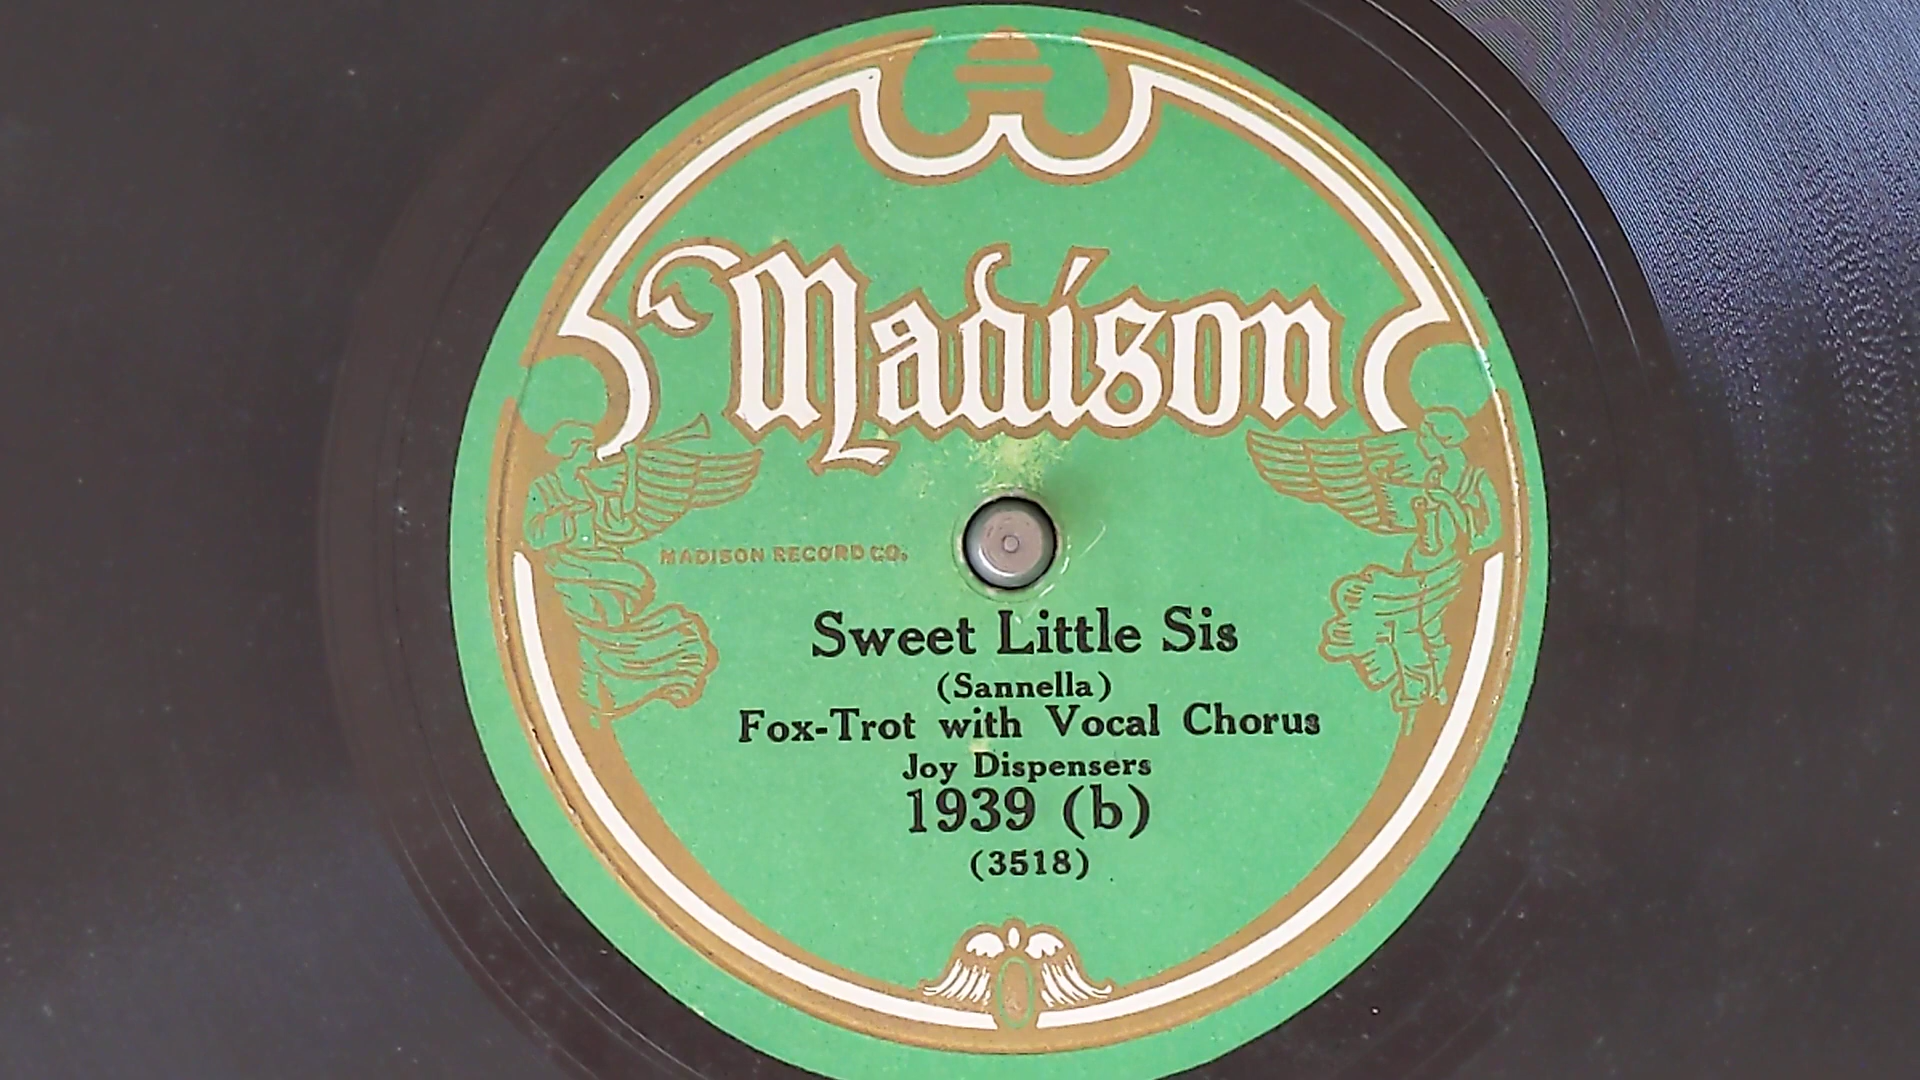 Madison
MADISON RECORD CO.
Sweet Little Sis
(Sannella)
Fox-Trot with Vocal Chorus
Joy Dispensers
1939 (b)
(3518)